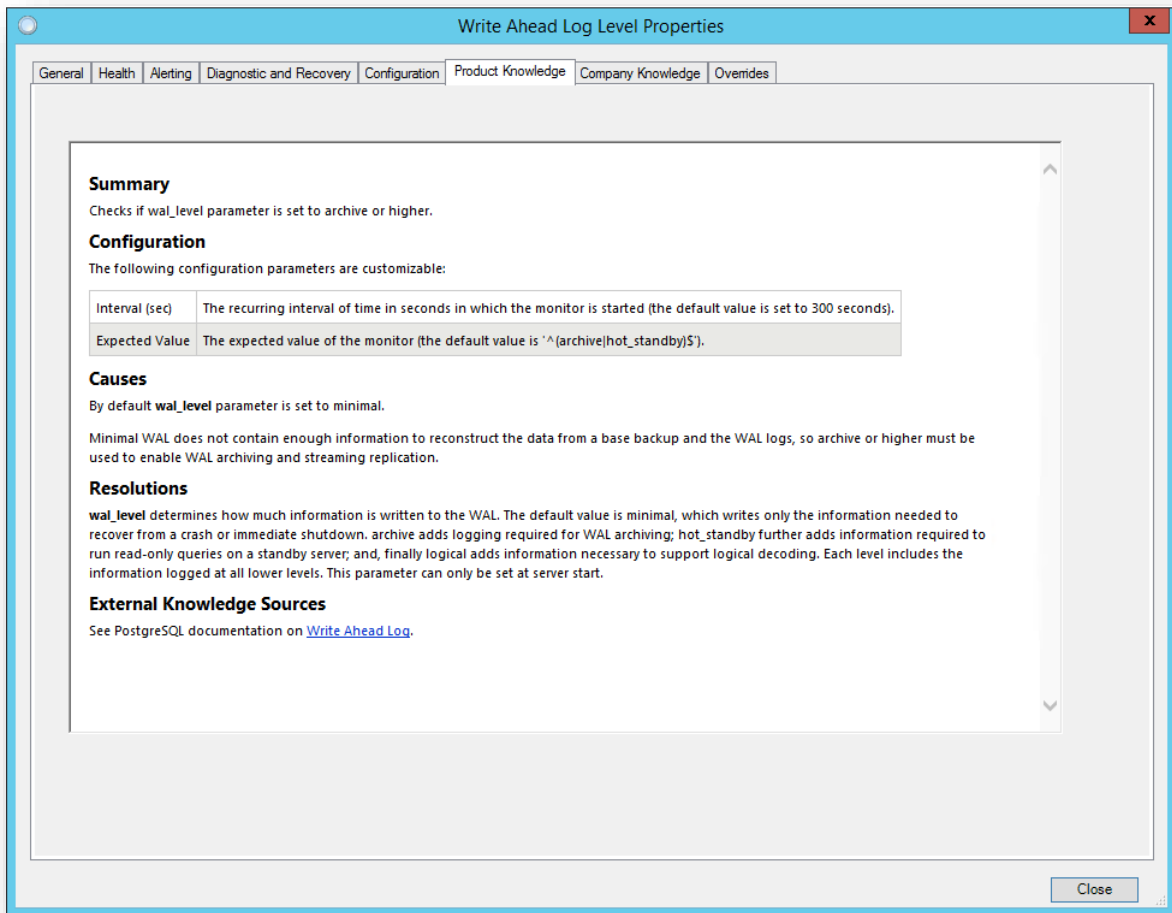 Write Ahead Log Level Properties
x
General Health Alerting Diagnostic and Recovery Configuration Product Knowledge Company Knowledge Overrides
Summary
Checks if wal_level parameter is set to archive or higher.
Configuration
The following configuration parameters are customizable:
Interval (sec) The recurring interval of time in seconds in which the monitor is started (the default value is set to 300 seconds).
Expected Value The expected value of the monitor (the default value is '^(archive|hot_standby)$').
Causes
By default wal_level parameter is set to minimal.
Minimal WAL does not contain enough information to reconstruct the data from a base backup and the WAL logs, so archive or higher must be
used to enable WAL archiving and streaming replication.
Resolutions
wal_level determines how much information is written to the WAL. The default value is minimal, which writes only the information needed to
recover from a crash or immediate shutdown. archive adds logging required for WAL archiving; hot_standby further adds information required to
run read-only queries on a standby server; and, finally logical adds information necessary to support logical decoding. Each level includes the
information logged at all lower levels. This parameter can only be set at server start.
External Knowledge Sources
See PostgreSQL documentation on Write Ahead Log.
Close